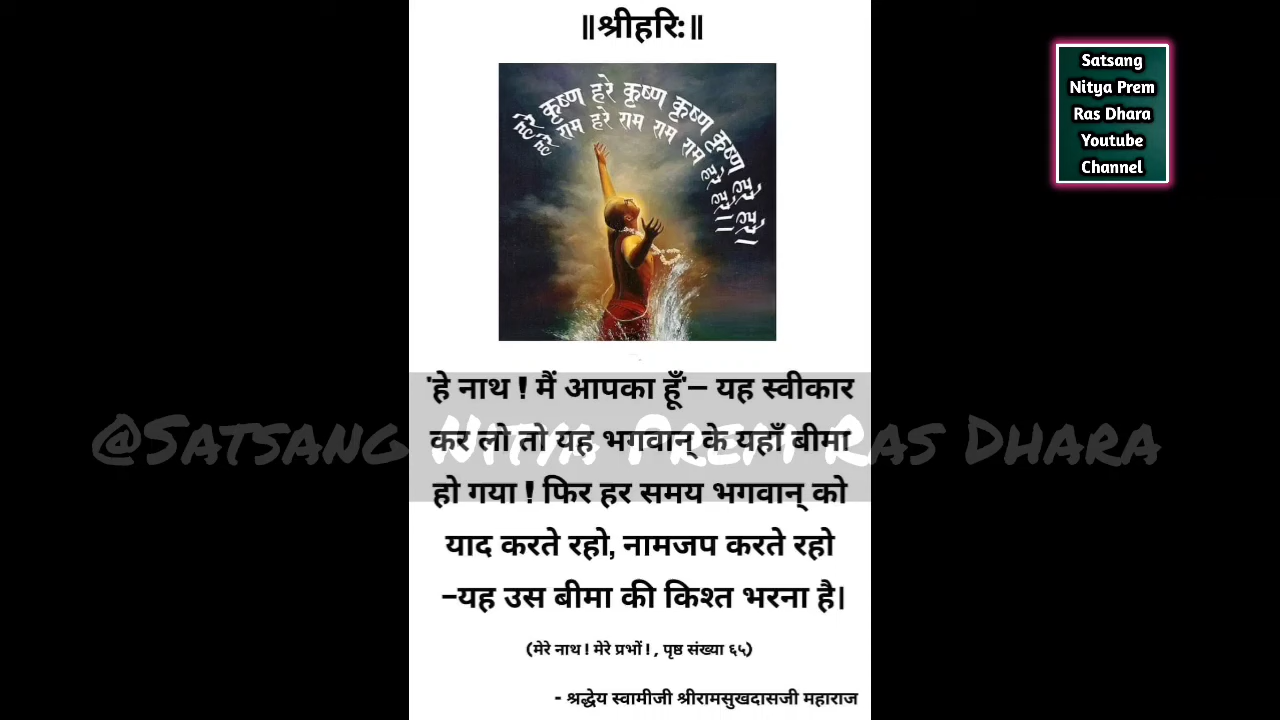 ॥श्रीहरि:॥
हरे कृष्ण हरे कृष्ण कृष्ण कृष्ण हरे हरे।
हरे राम हरे राम राम राम हरे हरे।।
Satsang
Nitya Prem
Ras Dhara
Youtube
Channel
'हे नाथ ! मैं आपका हूँ'– यह स्वीकार
कर लो तो यह भगवान् के यहाँ बीमा
हो गया ! फिर हर समय भगवान् को
याद करते रहो, नामजप करते रहो
–यह उस बीमा की किश्त भरना है।
@Satsang Nitya Prem Ras Dhara
(मेरे नाथ ! मेरे प्रभों ! , पृष्ठ संख्या ६५)
- श्रद्धेय स्वामीजी श्रीरामसुखदासजी महाराज